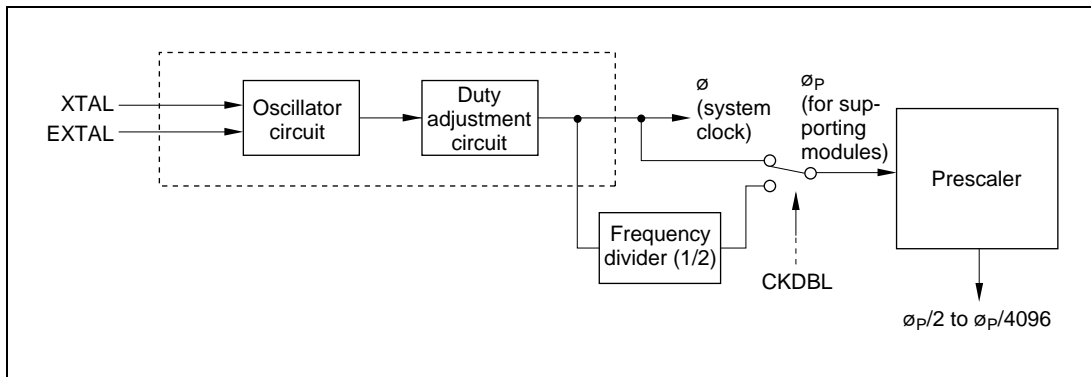 XTAL
EXTAL
Oscillator
circuit
Duty
adjustment
circuit
ø
(system
clock)
øP
(for sup-
porting
modules)
Prescaler
Frequency
divider (1/2)
CKDBL
øP/2 to øP/4096